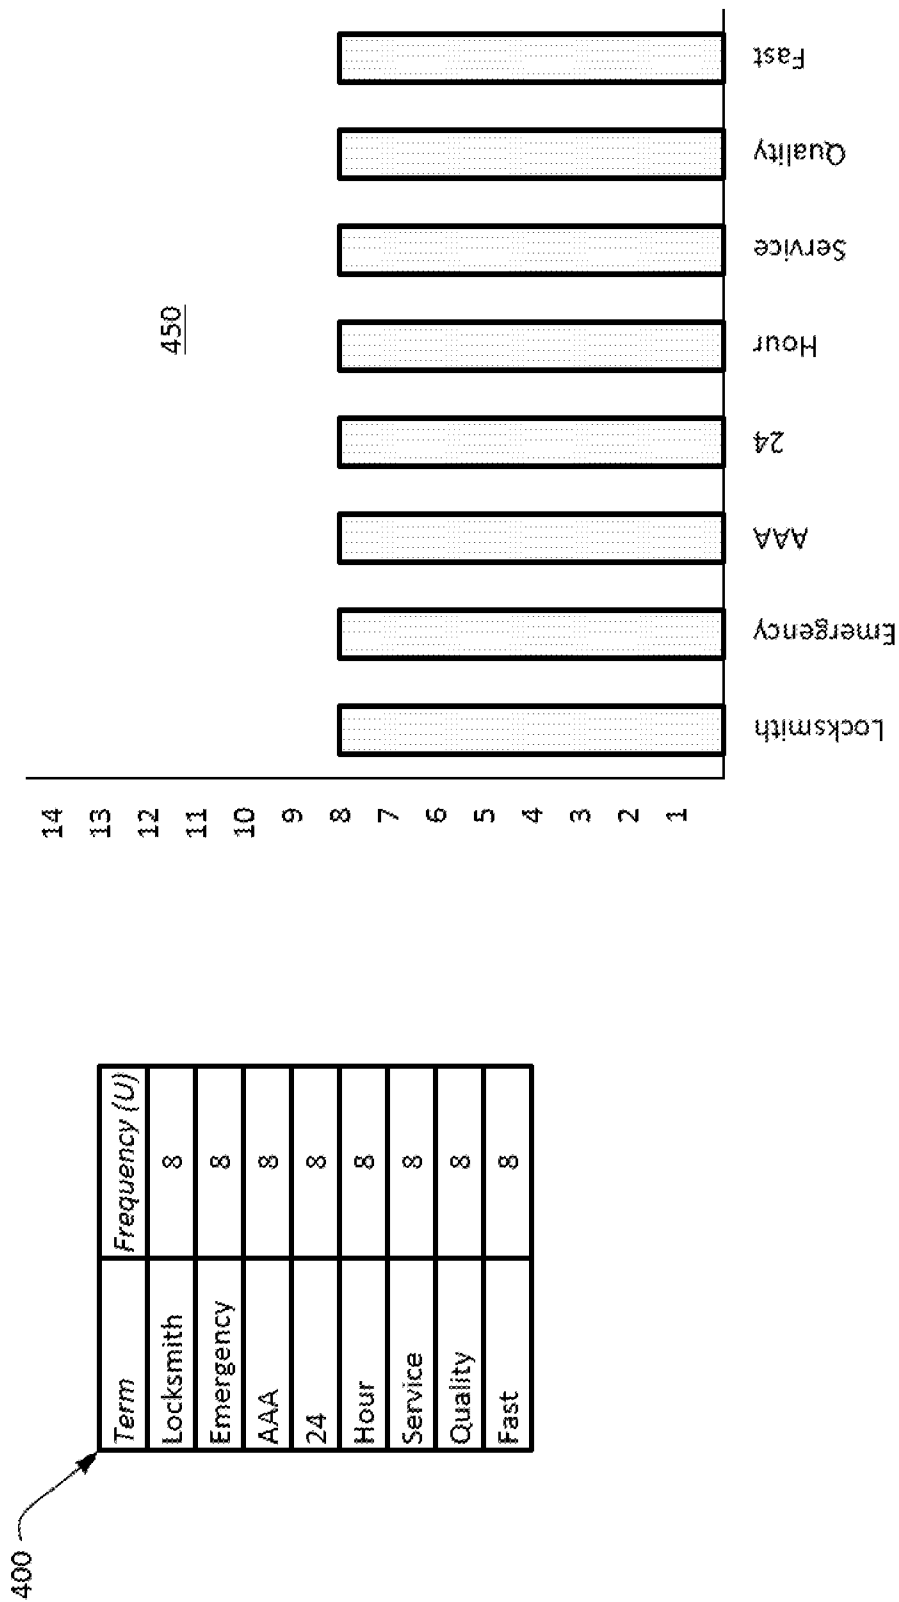 400
Term Frequency (U)
Locksmith 8
Emergency 8
AAA 8
24 8
Hour 8
Service 8
Quality 8
Fast 8
450
14
13
12
11
10
9
8
7
6
5
4
3
2
1
Locksmith
Emergency
AAA
24
Hour
Service
Quality
Fast